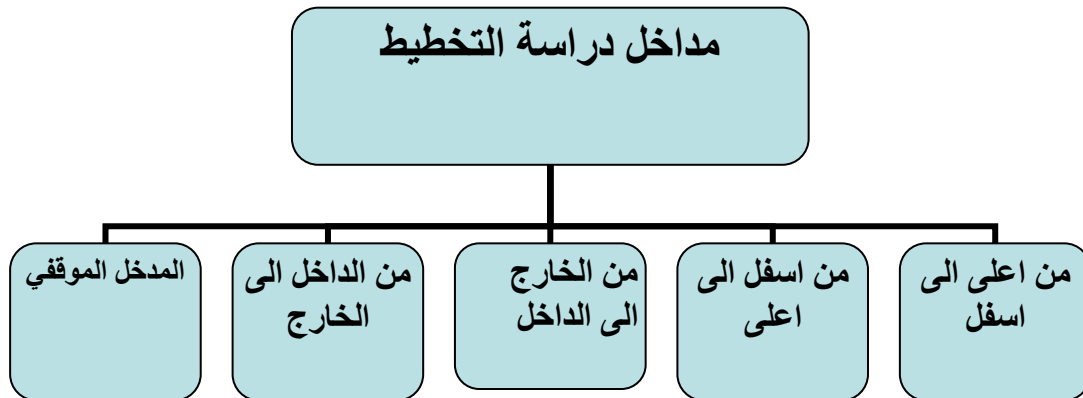 مداخل دراسة التخطيط
من اعلى الى
اسفل
من اسفل الى
اعلى
من الخارج
الى الداخل
من الداخل الى
الخارج
المدخل الموقفي